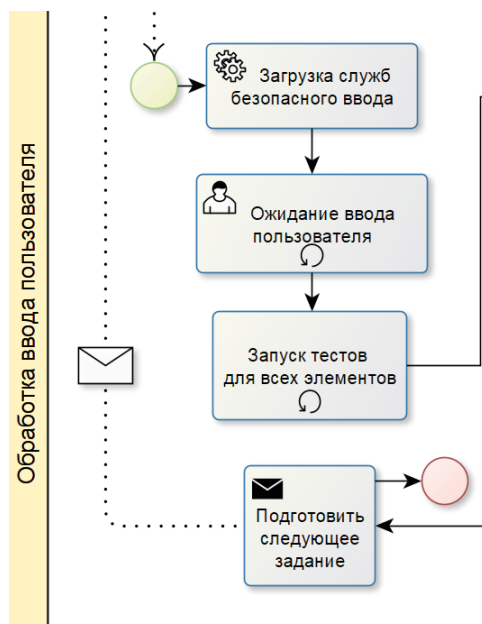 Обработка ввода пользователя
Загрузка служб
безопасного ввода
Ожидание ввода
пользователя
Запуск тестов
для всех элементов
Подготовить
следующее
задание